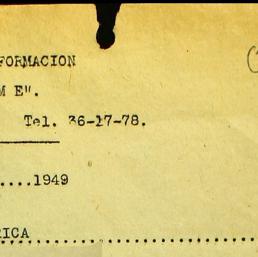 FORMACION
M E".
Tel. 36-17-78.
.....1949
RICA